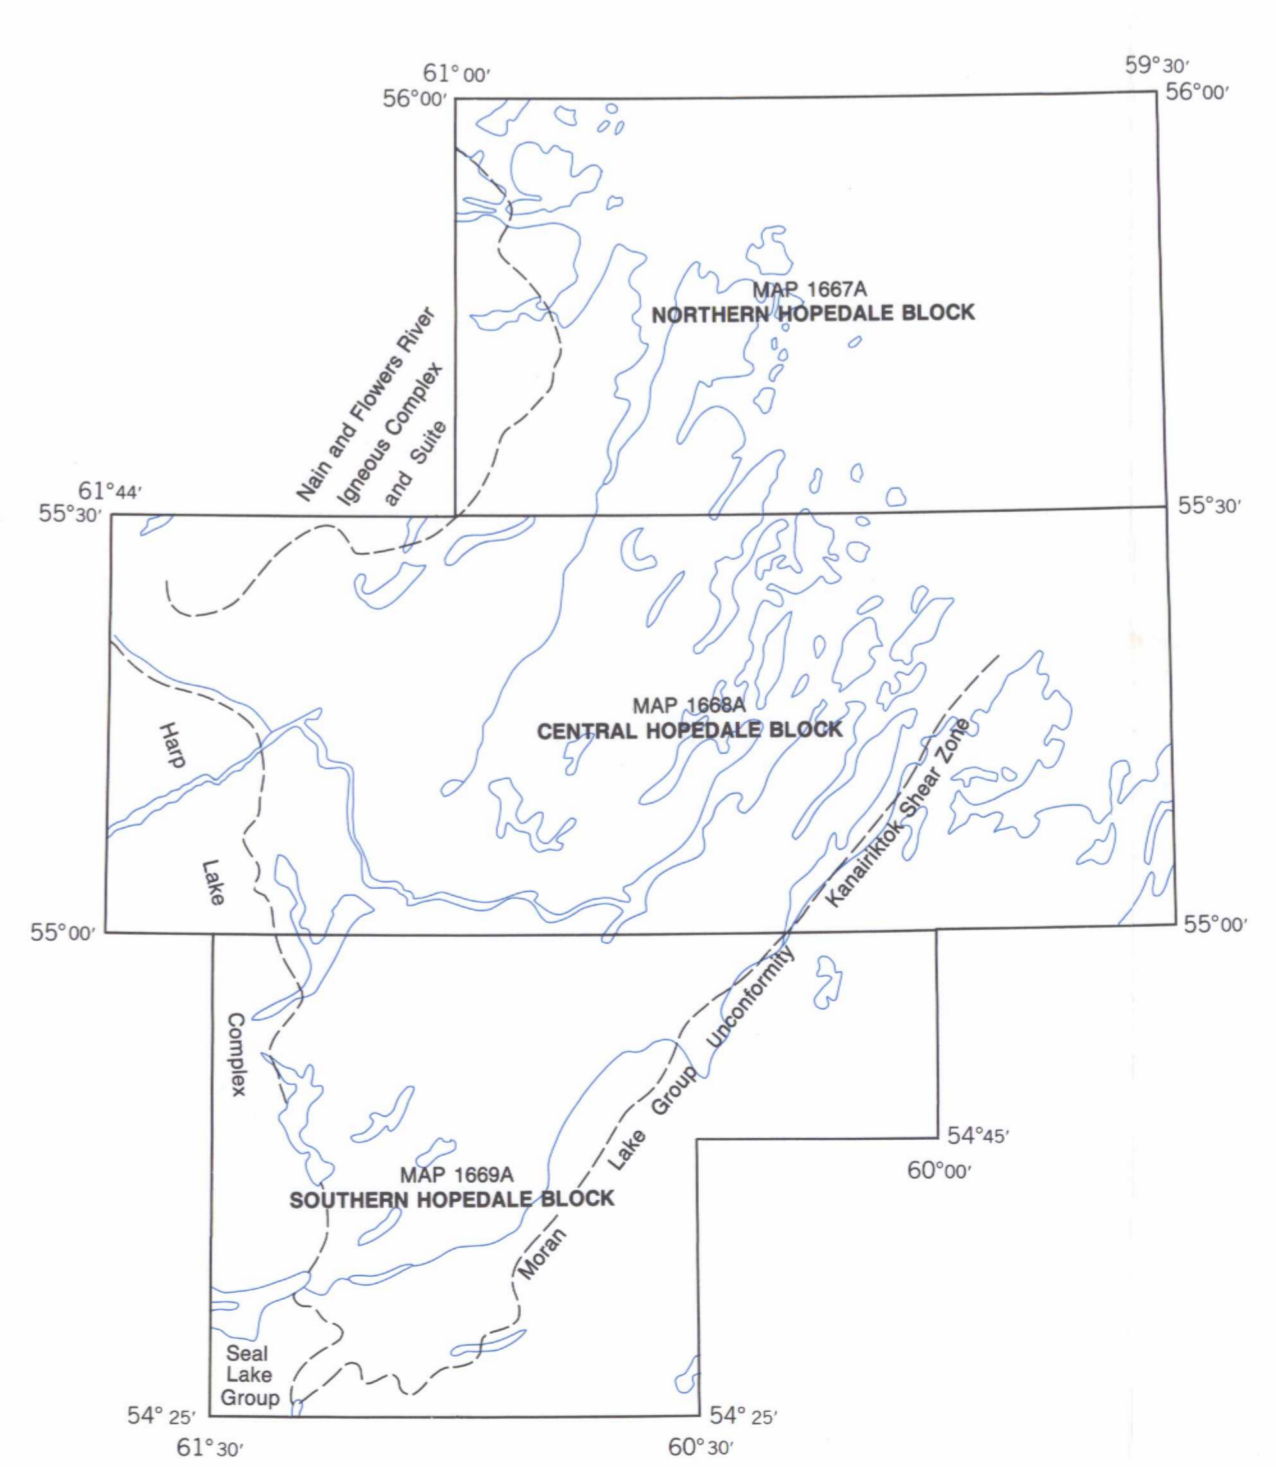 61° 00′
59° 30′
56° 00′
56° 00′
MAP 1667A
NORTHERN HOPEDALE BLOCK
Nain and Flowers River
Igneous Complex
and Suite
61° 44′
55° 30′
55° 30′
MAP 1668A
CENTRAL HOPEDALE BLOCK
Harp
Lake
Complex
Kanairiktok Shear Zone
55° 00′
55° 00′
Moran Lake Group Unconformity
54° 45′
60° 00′
MAP 1669A
SOUTHERN HOPEDALE BLOCK
Seal
Lake
Group
54° 25′
54° 25′
61° 30′
60° 30′